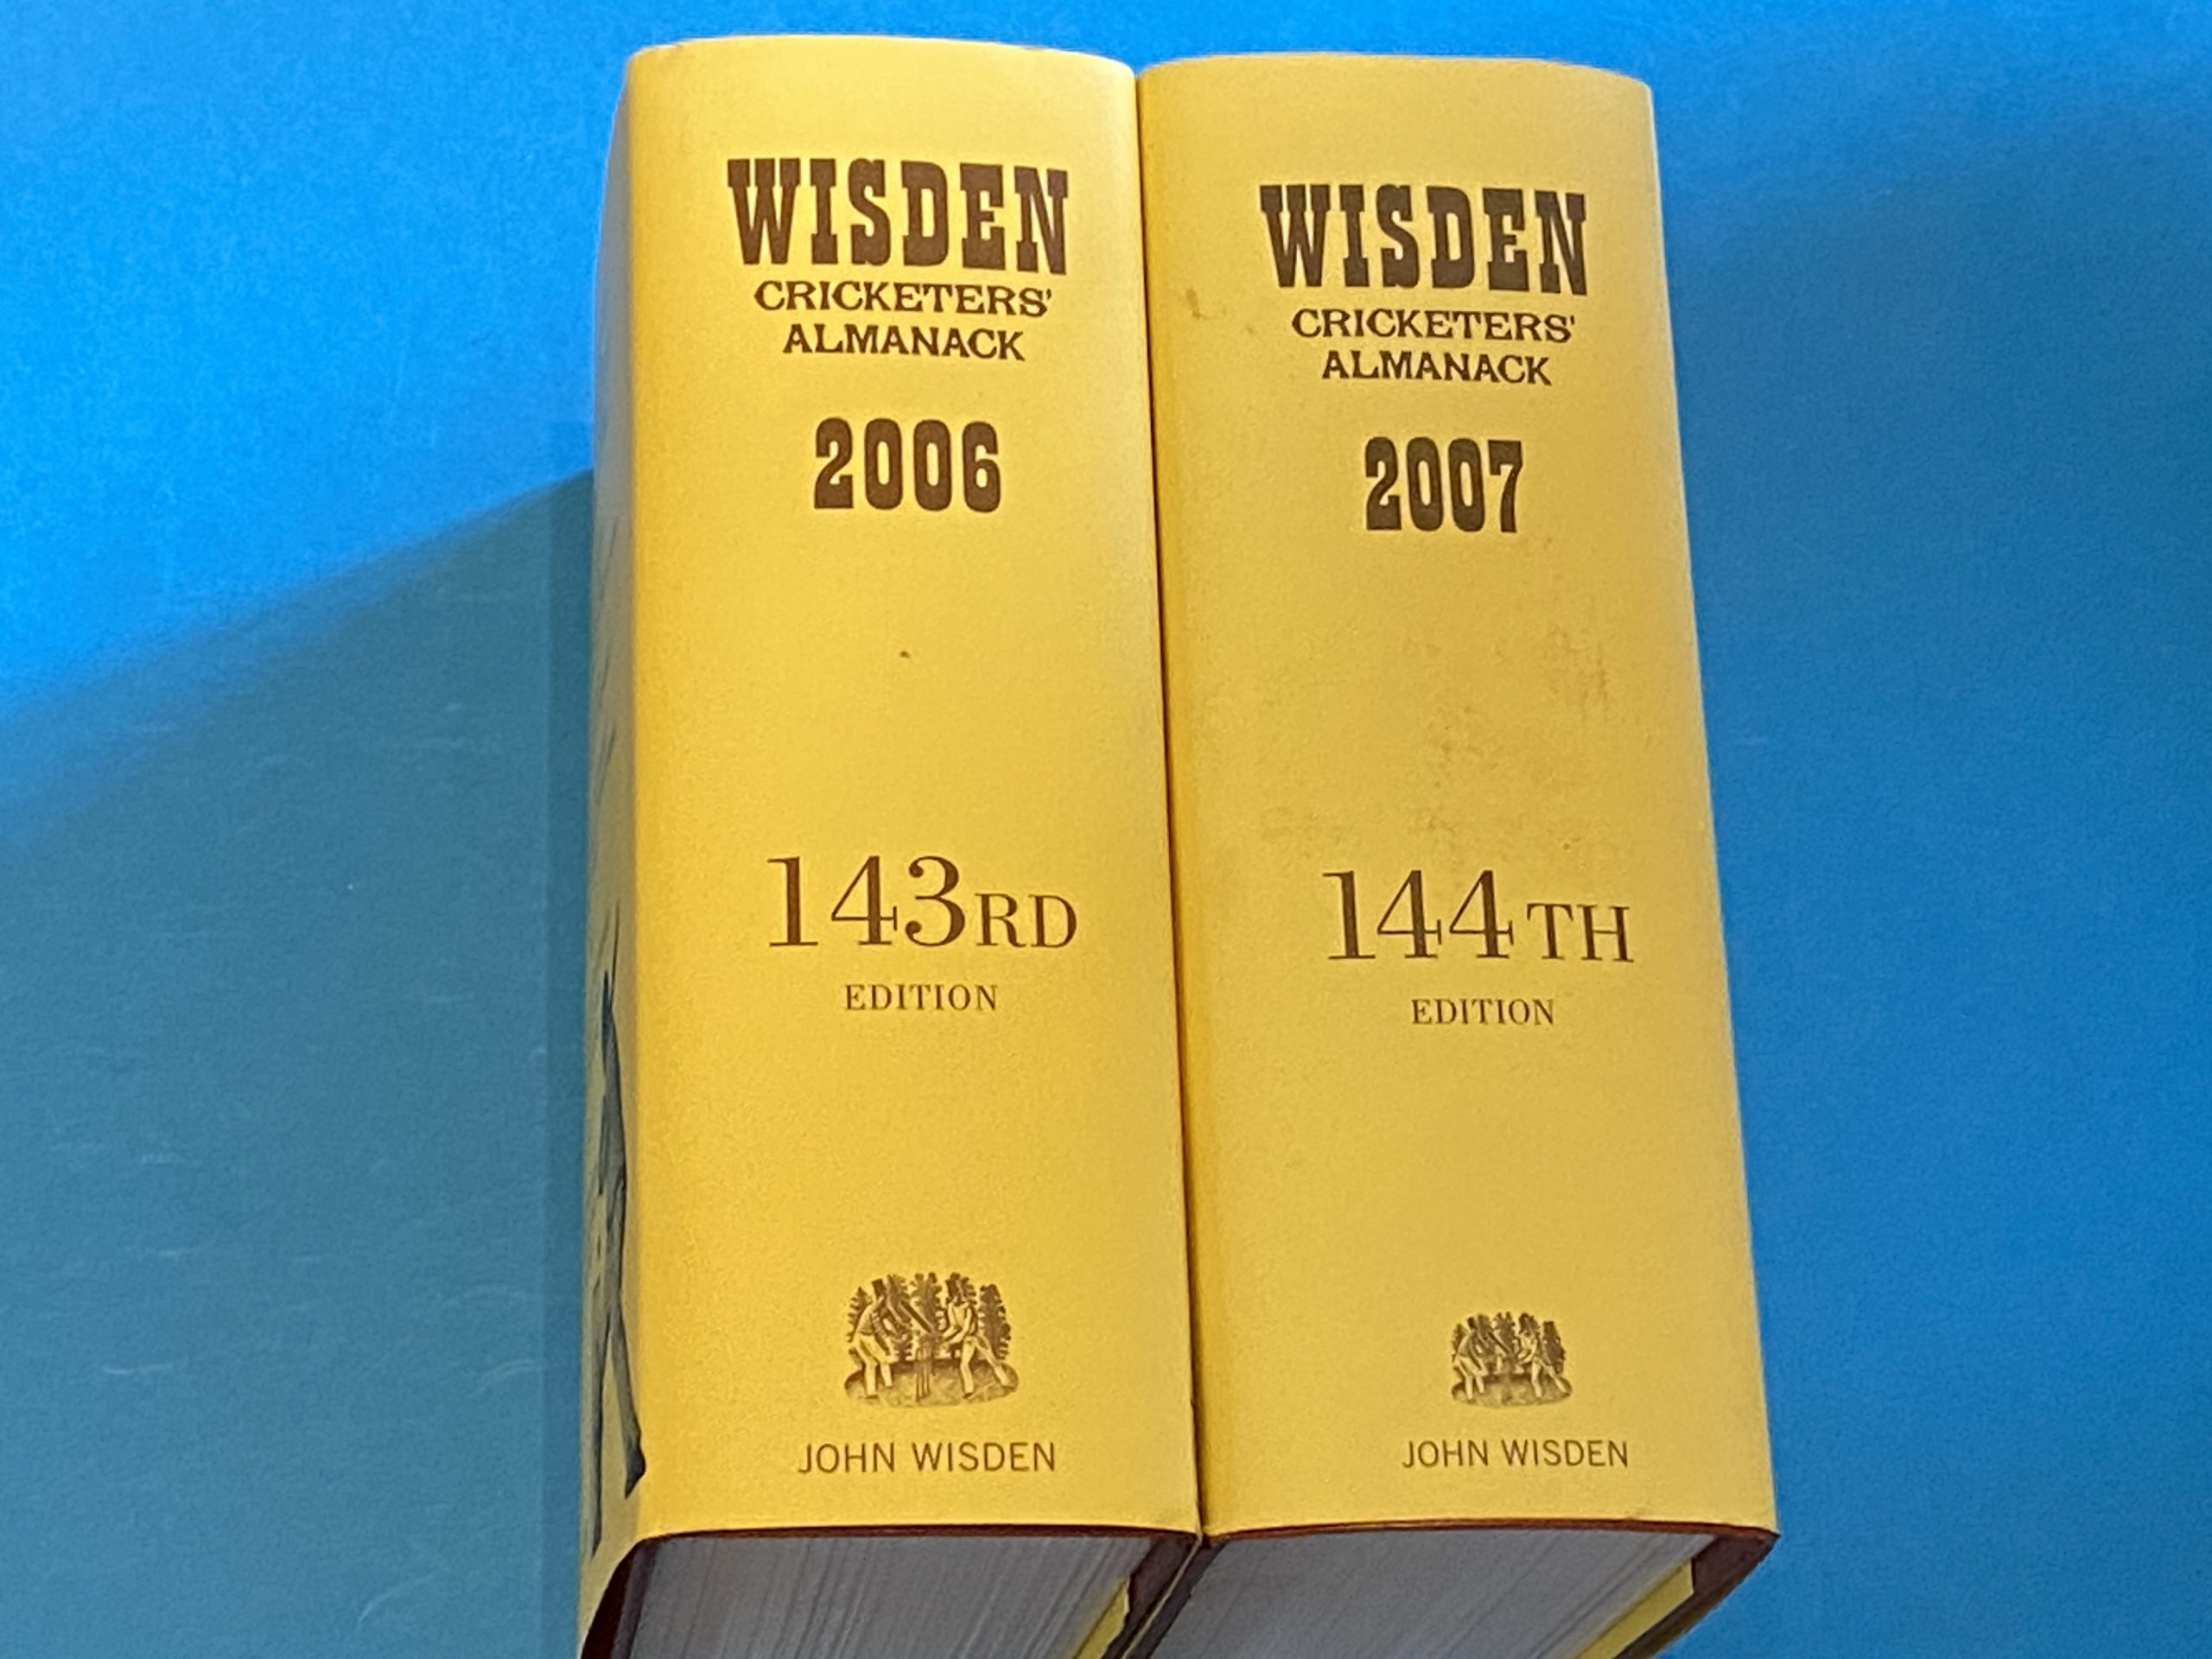 WISDEN
CRICKETERS'
ALMANACK
2006
143RD
EDITION
JOHN WISDEN
WISDEN
CRICKETERS'
ALMANACK
2007
144TH
EDITION
JOHN WISDEN